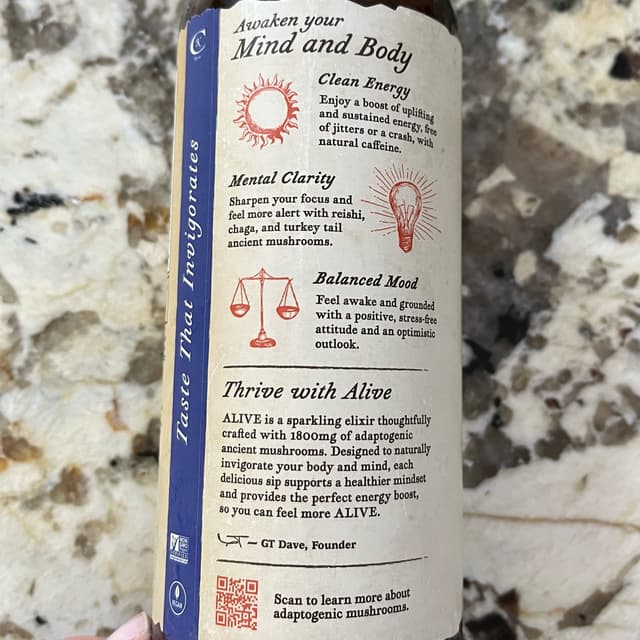 Awaken your
Mind and Body
Clean Energy
Enjoy a boost of uplifting
and sustained energy, free
of jitters or a crash, with
natural caffeine.
Mental Clarity
Sharpen your focus and
feel more alert with reishi,
chaga, and turkey tail
ancient mushrooms.
Balanced Mood
Feel awake and grounded
with a positive, stress-free
attitude and an optimistic
outlook.
Thrive with Alive
ALIVE is a sparkling elixir thoughtfully
crafted with 1800mg of adaptogenic
ancient mushrooms. Designed to naturally
invigorate your body and mind, each
delicious sip supports a healthier mindset
and provides the perfect energy boost,
so you can feel more ALIVE.
— GT Dave, Founder
Scan to learn more about
adaptogenic mushrooms.
Taste That Invigorates
VEGAN